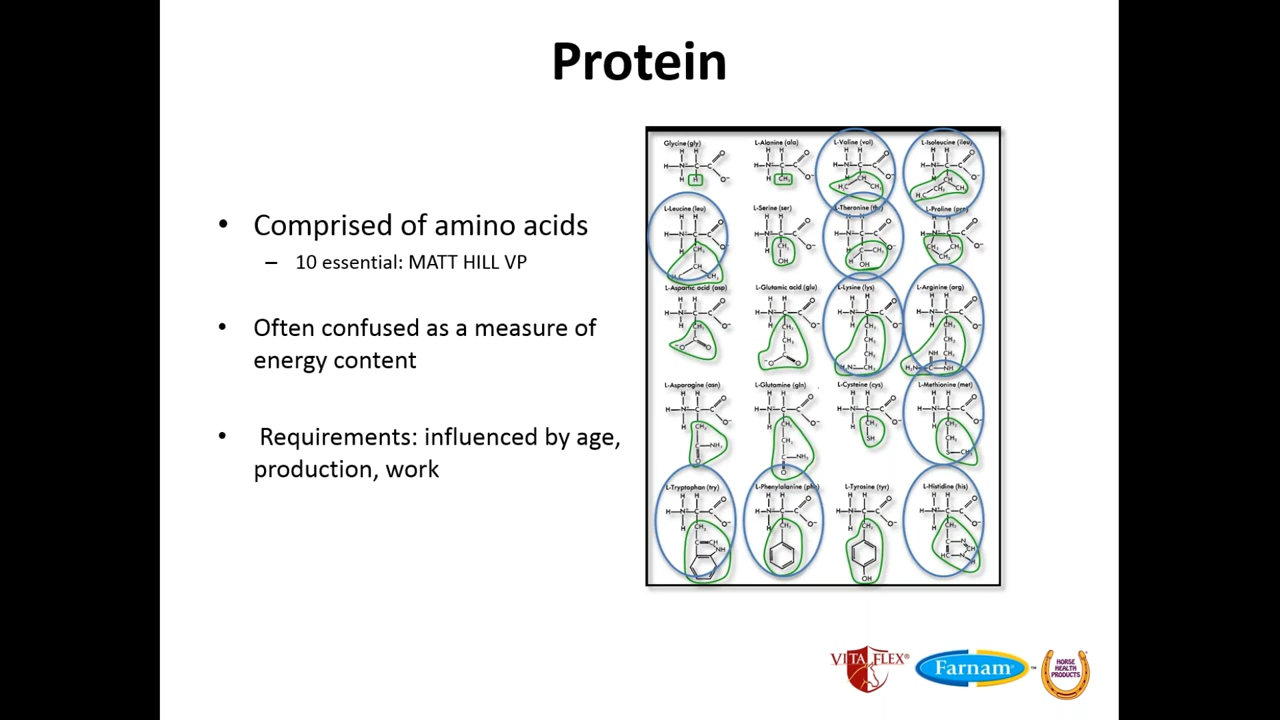 Protein
• Comprised of amino acids
– 10 essential: MATT HILL VP
• Often confused as a measure of
energy content
• Requirements: influenced by age,
production, work
Glycine (gly)
L-Alanine (ala)
L-Valine (val)
L-Isoleucine (ileu)
L-Leucine (leu)
L-Serine (ser)
L-Theronine (thr)
L-Proline (pro)
L-Aspartic acid (asp)
L-Glutamic acid (glu)
L-Lysine (lys)
L-Arginine (arg)
L-Asparagine (asn)
L-Glutamine (gln)
L-Cysteine (cys)
L-Methionine (met)
L-Tryptophan (try)
L-Phenylalanine (phe)
L-Tyrosine (tyr)
L-Histidine (his)
VITA FLEX®
Farnam™
HORSE
HEALTH
PRODUCTS